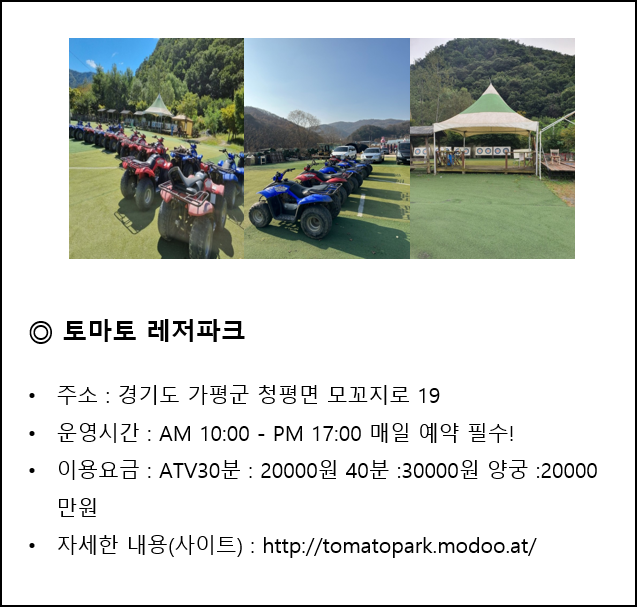 ◎ 토마토 레저파크
• 주소 : 경기도 가평군 청평면 모꼬지로 19
• 운영시간 : AM 10:00 - PM 17:00 매일 예약 필수!
• 이용요금 : ATV30분 : 20000원 40분 :30000원 양궁 :20000
만원
• 자세한 내용(사이트) : http://tomatopark.modoo.at/